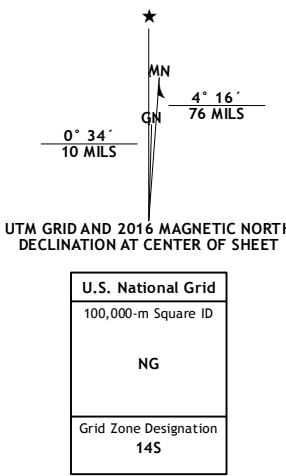 ★
MN
4° 16´
76 MILS
GN
0° 34´
10 MILS
UTM GRID AND 2016 MAGNETIC NORTH
DECLINATION AT CENTER OF SHEET
U.S. National Grid
100,000-m Square ID
NG
Grid Zone Designation
14S